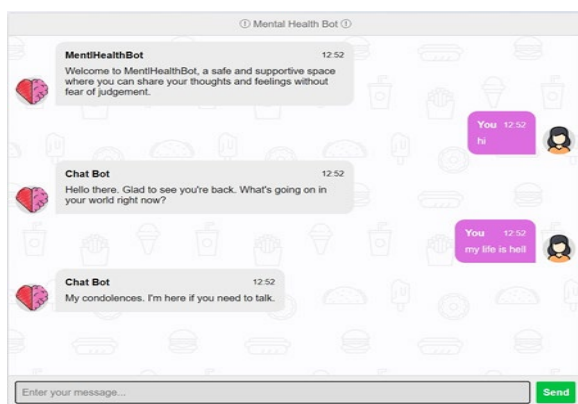 ⓘ Mental Health Bot ⓘ
MentlHealthBot 12:52
Welcome to MentlHealthBot, a safe and supportive space
where you can share your thoughts and feelings without
fear of judgement.
You 12:52
hi
Chat Bot 12:52
Hello there. Glad to see you're back. What's going on in
your world right now?
You 12:52
my life is hell
Chat Bot 12:52
My condolences. I'm here if you need to talk.
Enter your message... Send